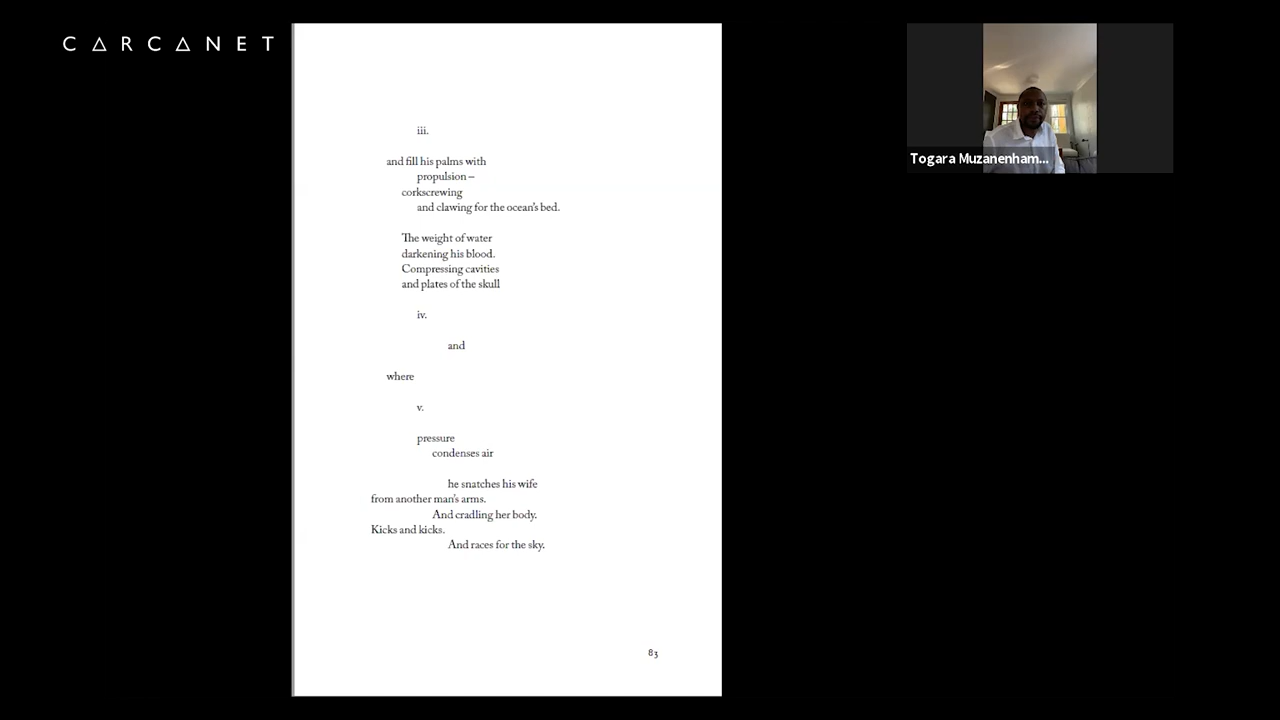 CARCANET
iii.
and fill his palms with
propulsion –
corkscrewing
and clawing for the ocean's bed.
The weight of water
darkening his blood.
Compressing cavities
and plates of the skull
iv.
and
where
v.
pressure
condenses air
he snatches his wife
from another man's arms.
And cradling her body.
Kicks and kicks.
And races for the sky.
83
Togara Muzanenham...